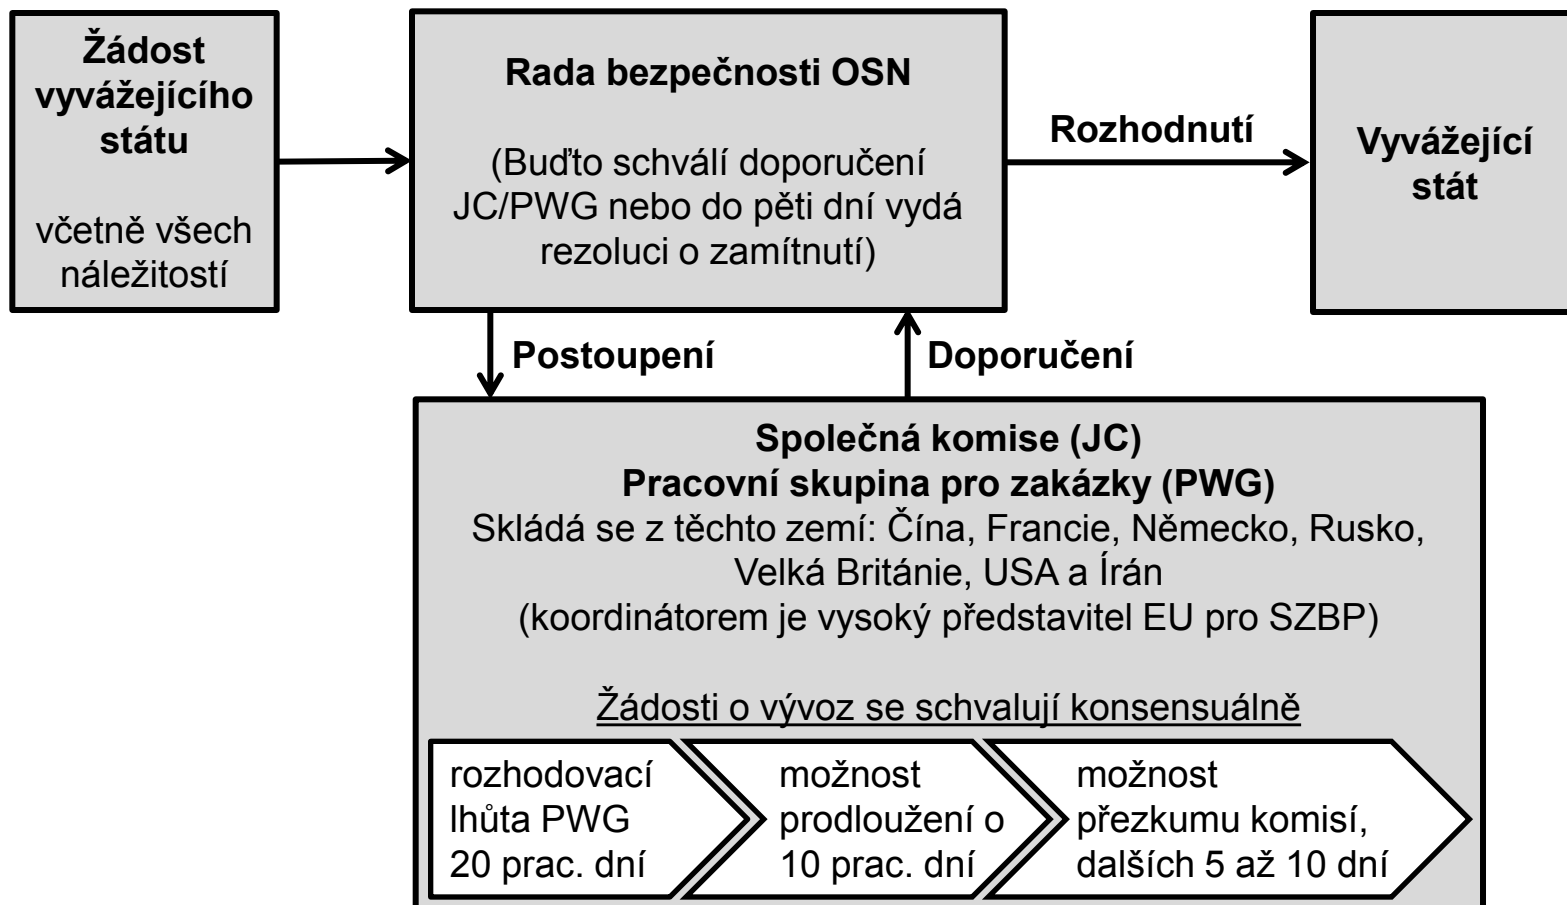 Žádost
vyvážejícího
státu
včetně všech
náležitostí
Rada bezpečnosti OSN
(Buďto schválí doporučení
JC/PWG nebo do pěti dní vydá
rezoluci o zamítnutí)
Rozhodnutí
Vyvážející
stát
Postoupení
Doporučení
Společná komise (JC)
Pracovní skupina pro zakázky (PWG)
Skládá se z těchto zemí: Čína, Francie, Německo, Rusko,
Velká Británie, USA a Írán
(koordinátorem je vysoký představitel EU pro SZBP)
Žádosti o vývoz se schvalují konsensuálně
rozhodovací
lhůta PWG
20 prac. dní
možnost
prodloužení o
10 prac. dní
možnost
přezkumu komisí,
dalších 5 až 10 dní